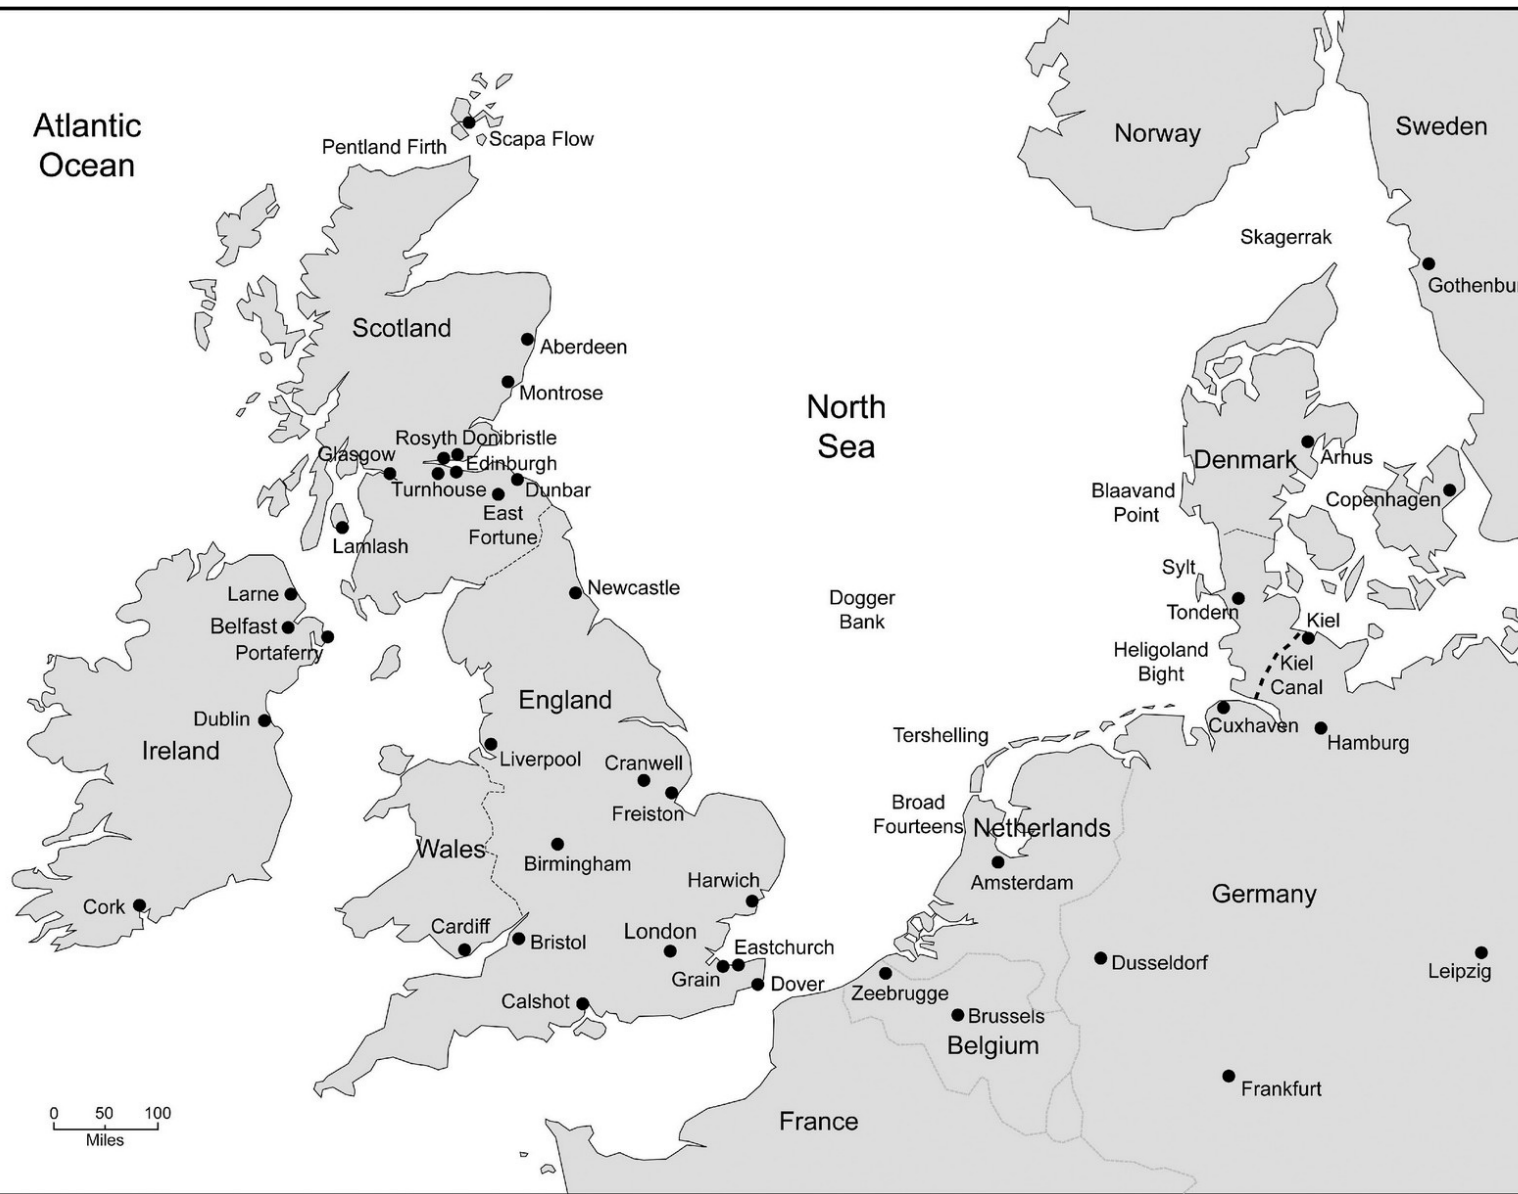 Atlantic
Ocean
Pentland Firth
Scapa Flow
Norway
Sweden
Skagerrak
Gothenbu
Scotland
Aberdeen
Montrose
North
Sea
Rosyth Donibristle
Glasgow
Edinburgh
Turnhouse
Dunbar
East
Fortune
Lamlash
Denmark
Arhus
Blaavand
Point
Copenhagen
Sylt
Tondern
Kiel
Kiel
Canal
Heligoland
Bight
Dogger
Bank
Larne
Belfast
Portaferry
Newcastle
Dublin
Ireland
England
Liverpool
Cranwell
Freiston
Tershelling
Cuxhaven
Hamburg
Broad
Fourteens
Netherlands
Amsterdam
Wales
Birmingham
Harwich
Germany
Cork
Cardiff
Bristol
London
Eastchurch
Grain
Dover
Calshot
Zeebrugge
Brussels
Belgium
Dusseldorf
Leipzig
Frankfurt
France
0 50 100
Miles